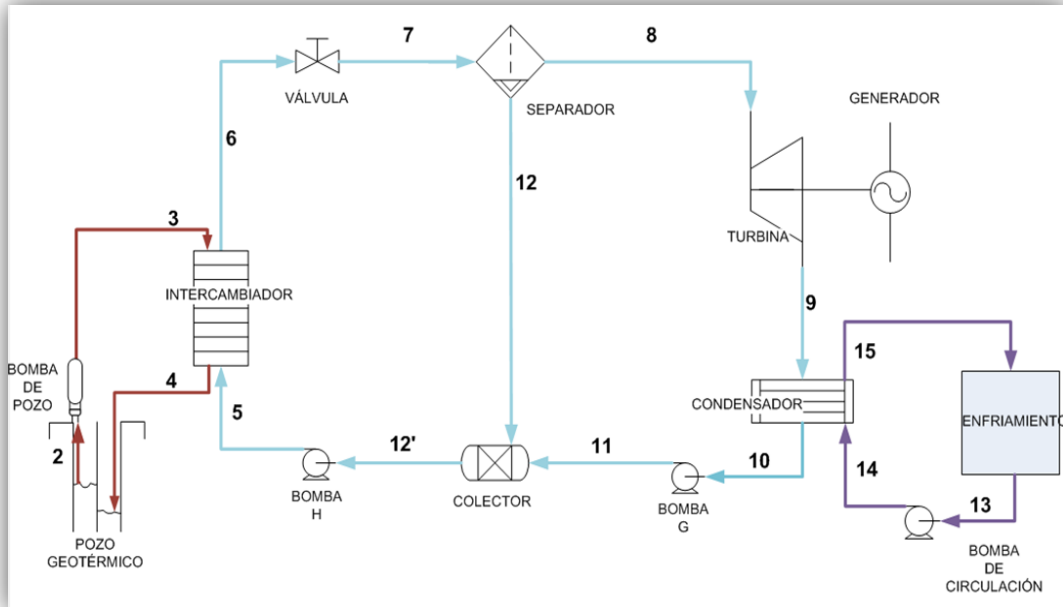 7
8
VÁLVULA
SEPARADOR
GENERADOR
6
12
3
TURBINA
INTERCAMBIADOR
9
15
BOMBA
DE
POZO
4
CONDENSADOR
ENFRIAMIENTO
5
2
12'
11
10
14
13
BOMBA
H
COLECTOR
BOMBA
G
POZO
GEOTÉRMICO
BOMBA
DE
CIRCULACIÓN